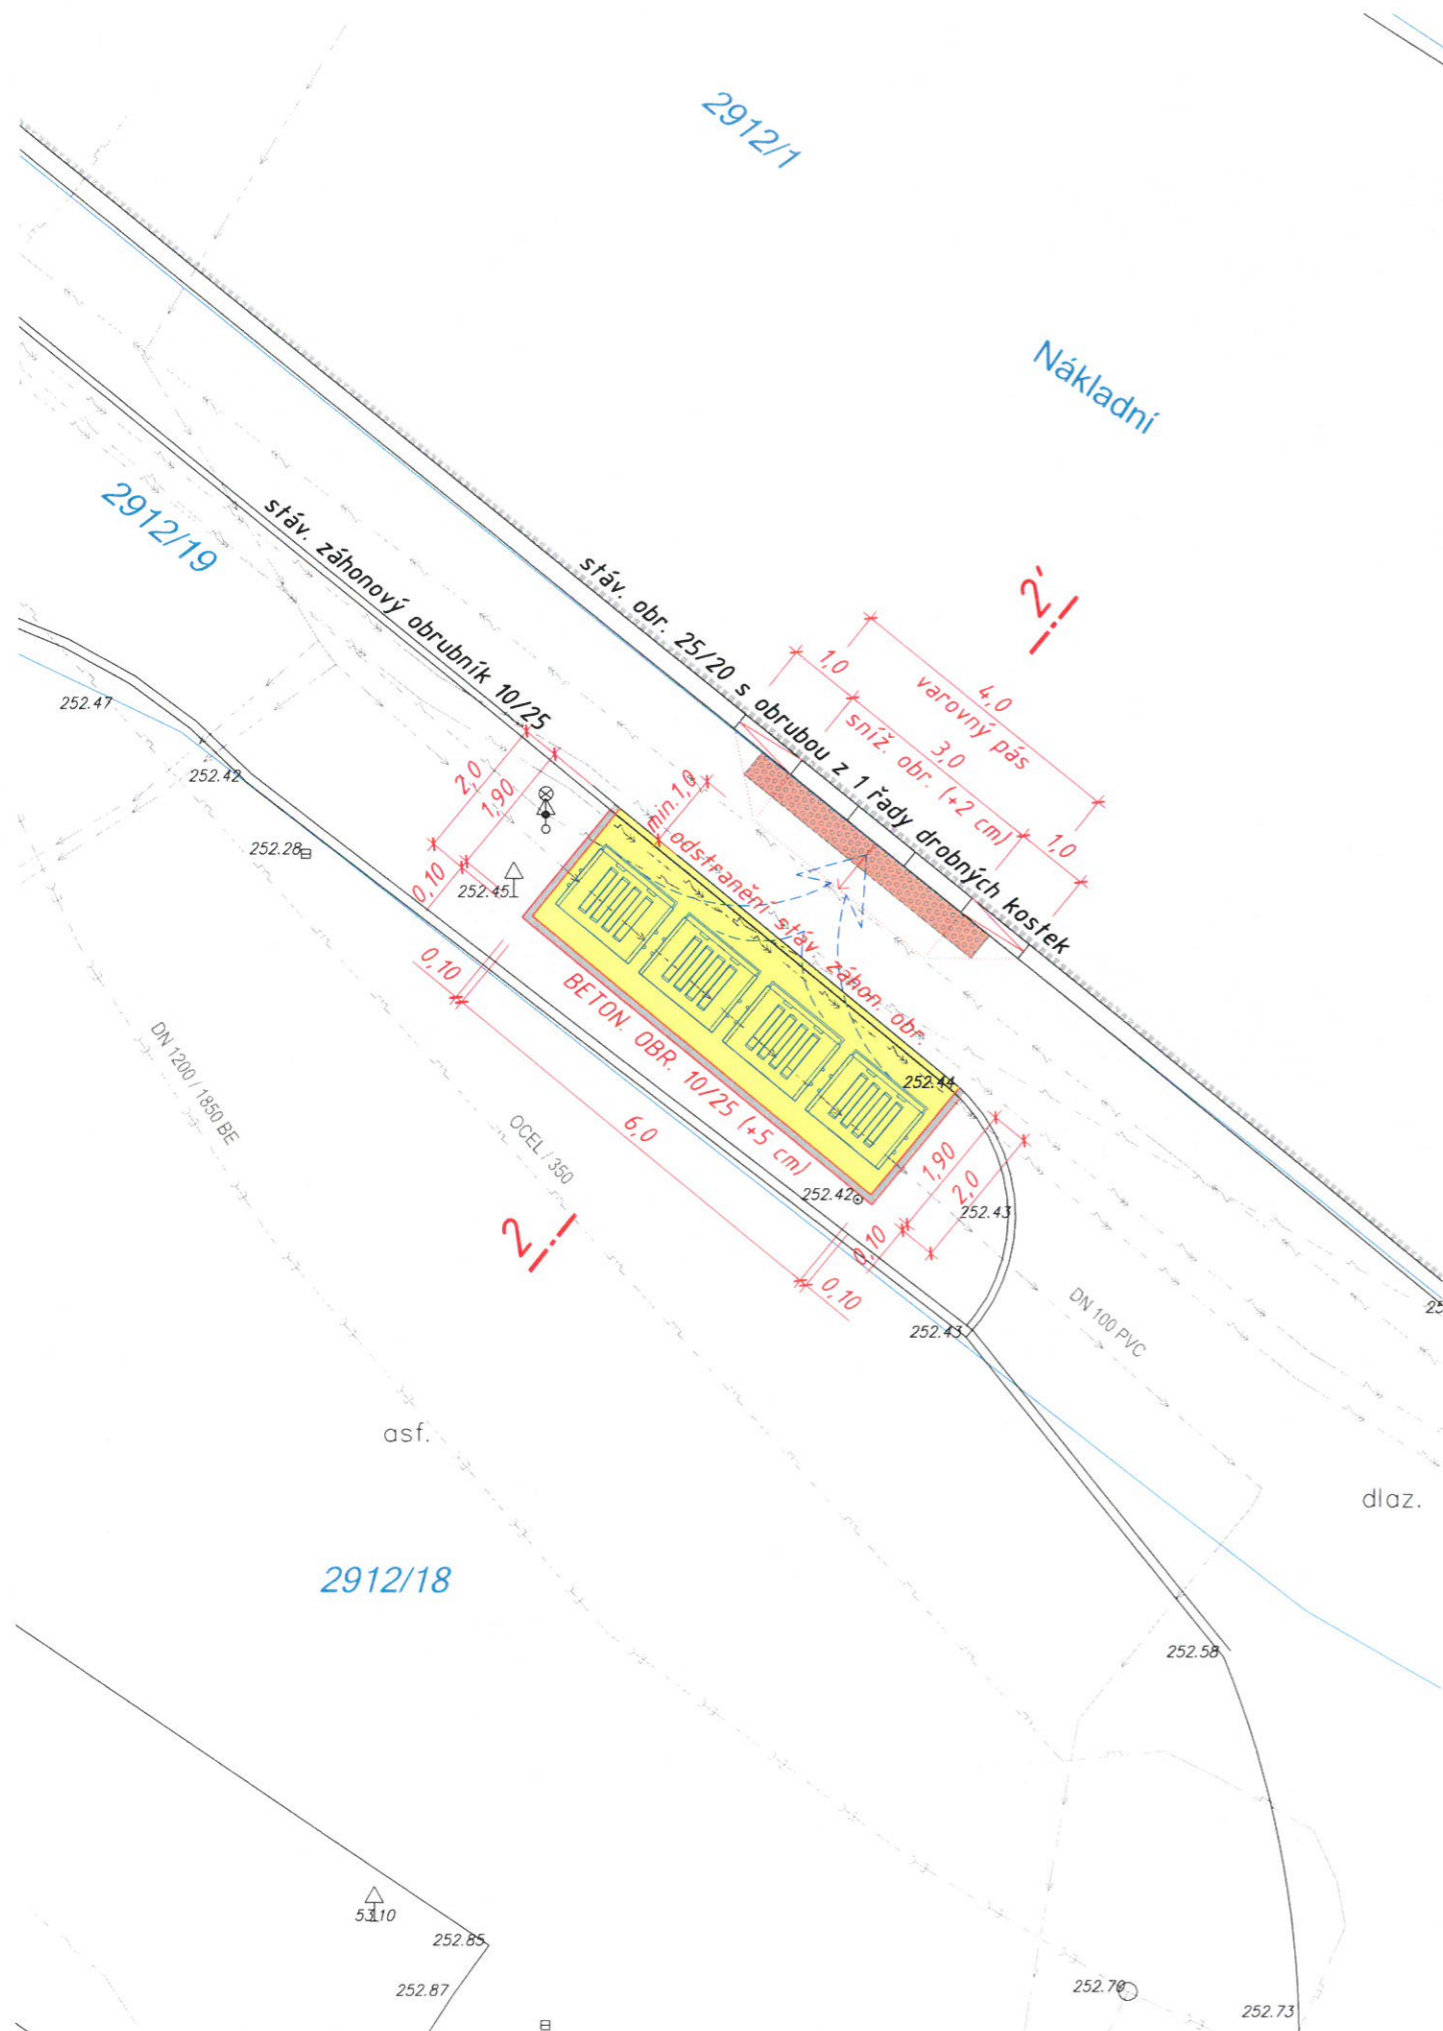 2912/1
Nákladní
2912/19
stáv. záhonový obrubník 10/25
stáv. obr. 25/20 s obrubou z 1 řady drobných kostek
2'
1,0
4,0
varovný pás
3,0
sníž. obr. (+2 cm)
1,0
252.47
252.42
252.28
2,0
1,90
0,10
252.45
min.1,0
odstranění stáv. záhon. obr.
0,10
BETON. OBR. 10/25 (+5 cm)
252.44
6,0
252.42
1,90
2,0
252.43
0,10
0,10
252.43
2
DN 1200 / 1850 BE
OCEL / 350
DN 100 PVC
25
asf.
dlaz.
2912/18
252.58
53.10
252.85
252.87
252.70
252.73